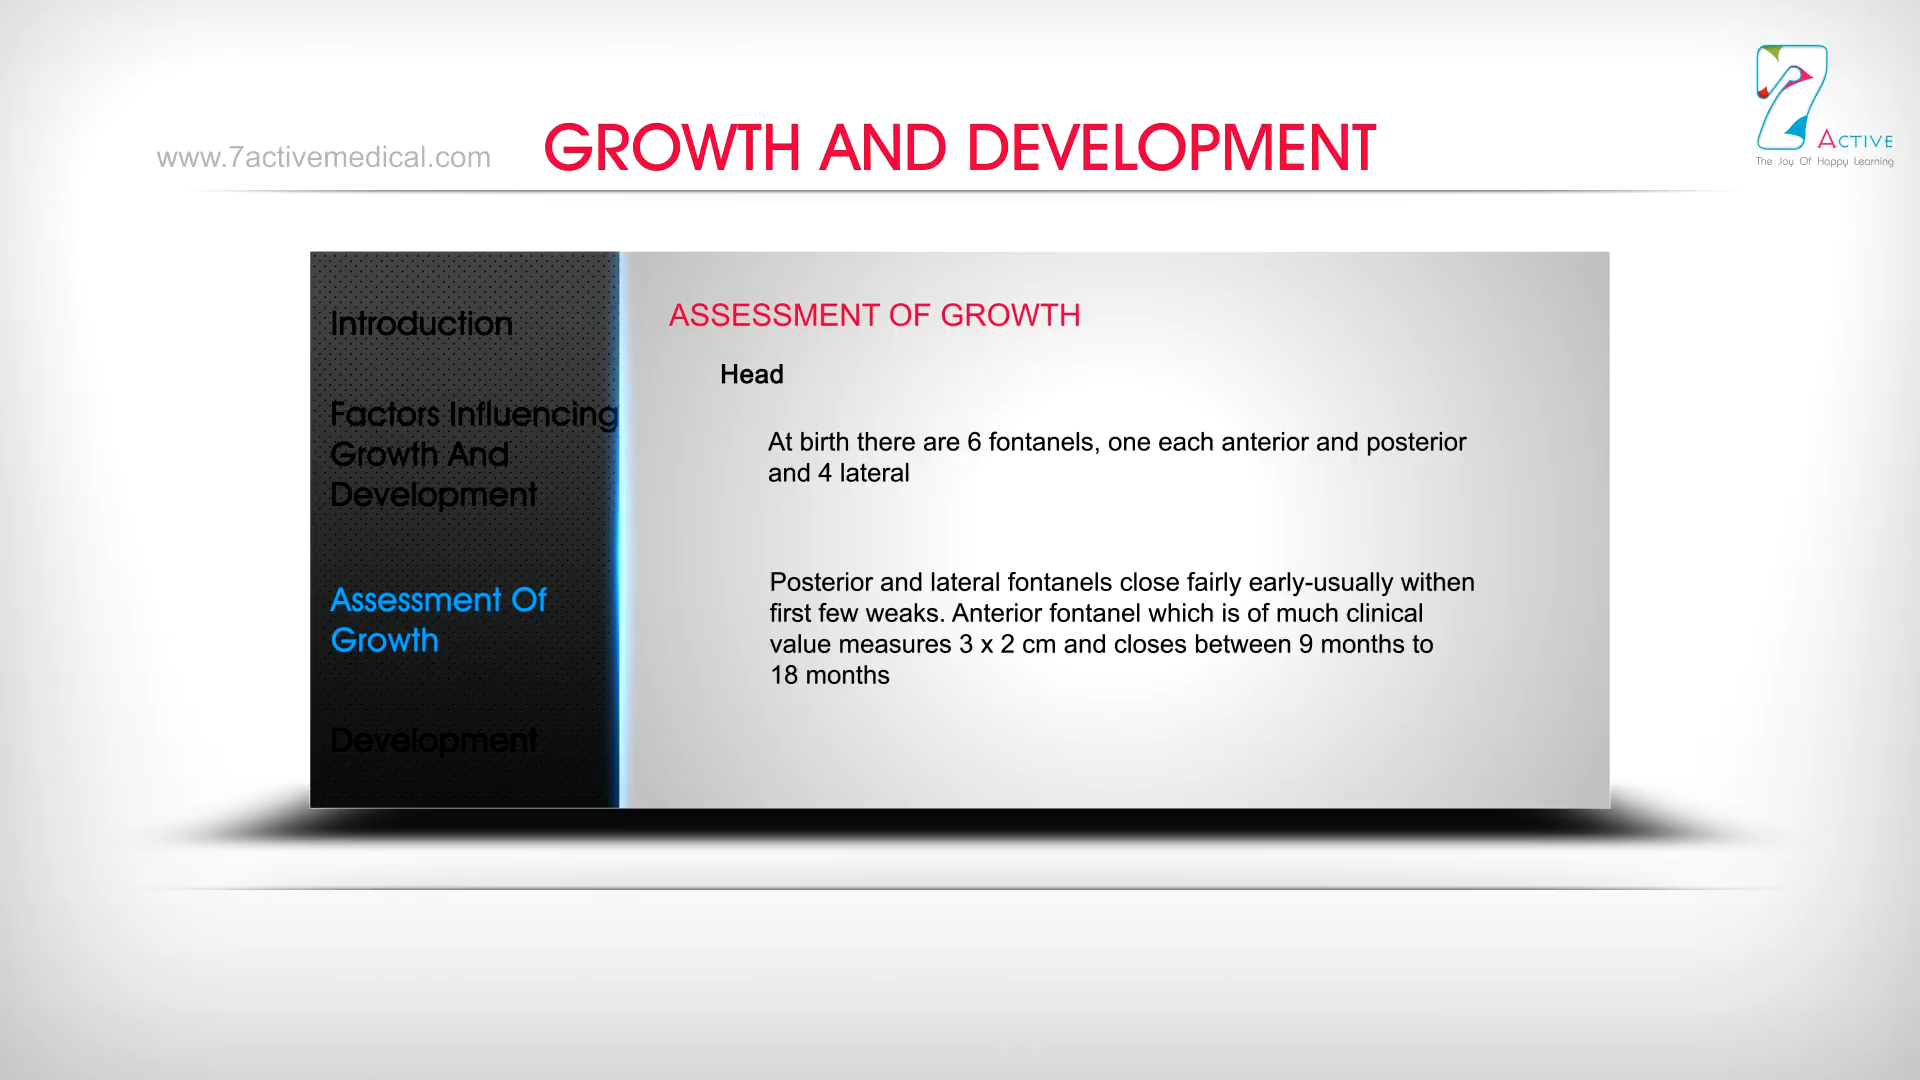 www.7activemedical.com
GROWTH AND DEVELOPMENT
7
ACTIVE
The Joy Of Happy Learning
Introduction
Factors Influencing
Growth And
Development
Assessment Of
Growth
Development
ASSESSMENT OF GROWTH
Head
At birth there are 6 fontanels, one each anterior and posterior
and 4 lateral
Posterior and lateral fontanels close fairly early-usually withen
first few weaks. Anterior fontanel which is of much clinical
value measures 3 x 2 cm and closes between 9 months to
18 months